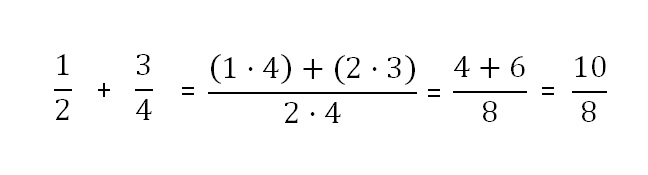 1/2 + 3/4 = ((1 · 4) + (2 · 3))/(2 · 4) = (4 + 6)/8 = 10/8